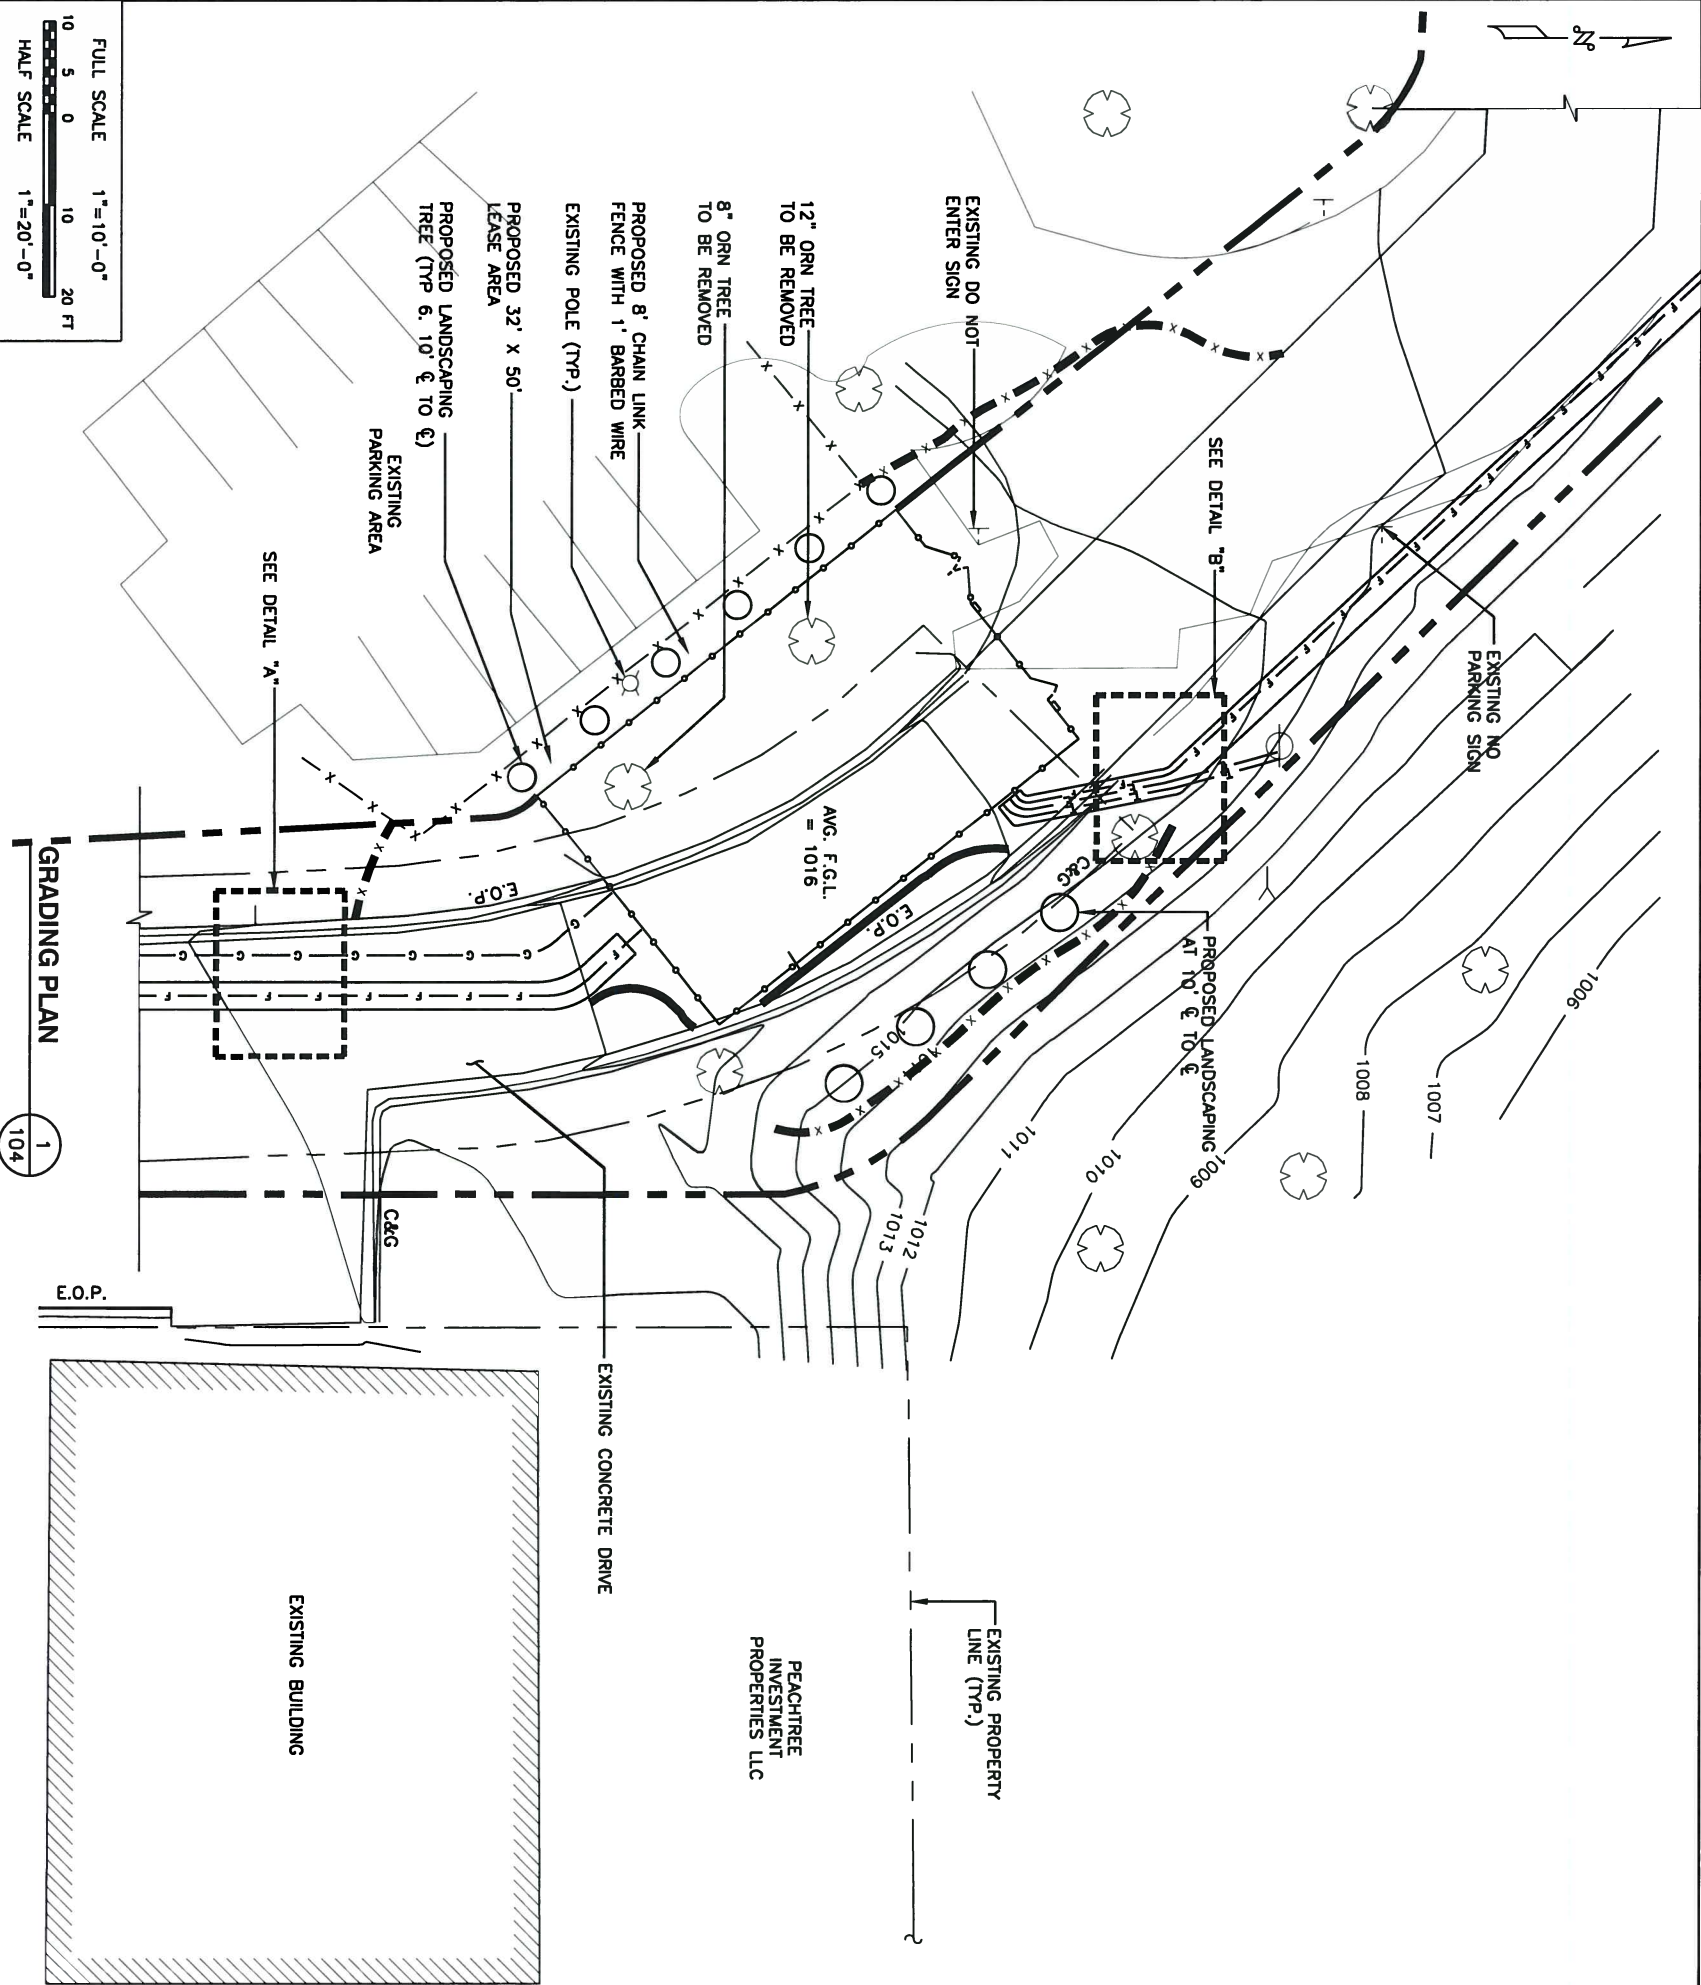 N
EXISTING NO
PARKING SIGN
SEE DETAIL "B"
EXISTING DO NOT
ENTER SIGN
12" ORN TREE
TO BE REMOVED
8" ORN TREE
TO BE REMOVED
PROPOSED 8' CHAIN LINK
FENCE WITH 1' BARBED WIRE
EXISTING POLE (TYP.)
PROPOSED 32' X 50'
LEASE AREA
PROPOSED LANDSCAPING
TREE (TYP 6. 10' ℄ TO ℄)
EXISTING
PARKING AREA
SEE DETAIL "A"
AVG. F.G.L.
= 1016
C&G
E.O.P.
E.O.P.
PROPOSED LANDSCAPING
AT 10' ℄ TO ℄
1006
1007
1008
1009
1010
1011
1012
1013
1015
C&G
E.O.P.
EXISTING CONCRETE DRIVE
EXISTING BUILDING
EXISTING PROPERTY
LINE (TYP.)
PEACHTREE
INVESTMENT
PROPERTIES LLC
FULL SCALE 1"=10'-0"
10 5 0 10 20 FT
HALF SCALE 1"=20'-0"
GRADING PLAN
1
104